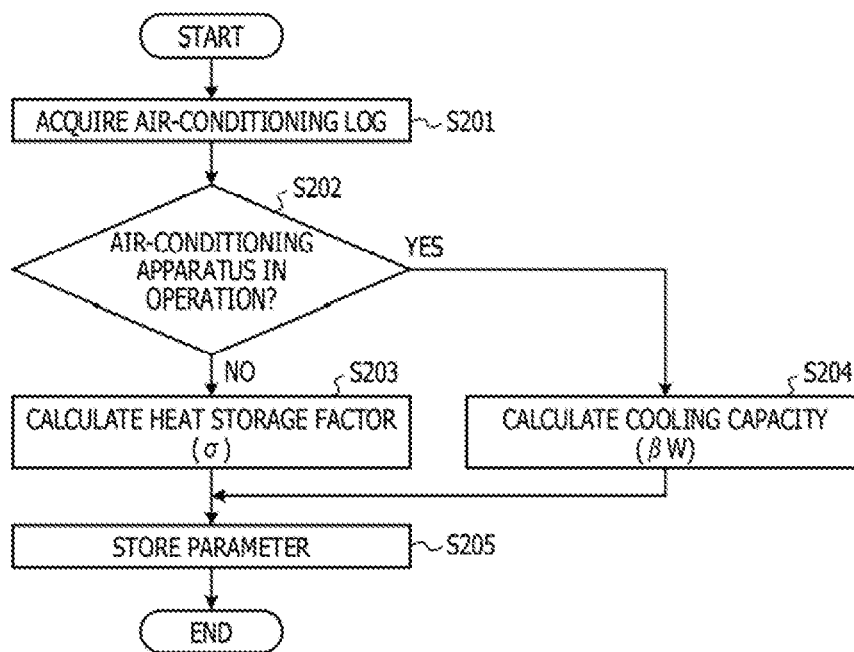 START
ACQUIRE AIR-CONDITIONING LOG
S201
S202
AIR-CONDITIONING
APPARATUS IN
OPERATION?
YES
NO
S203
CALCULATE HEAT STORAGE FACTOR
(σ)
S204
CALCULATE COOLING CAPACITY
(βW)
STORE PARAMETER
S205
END